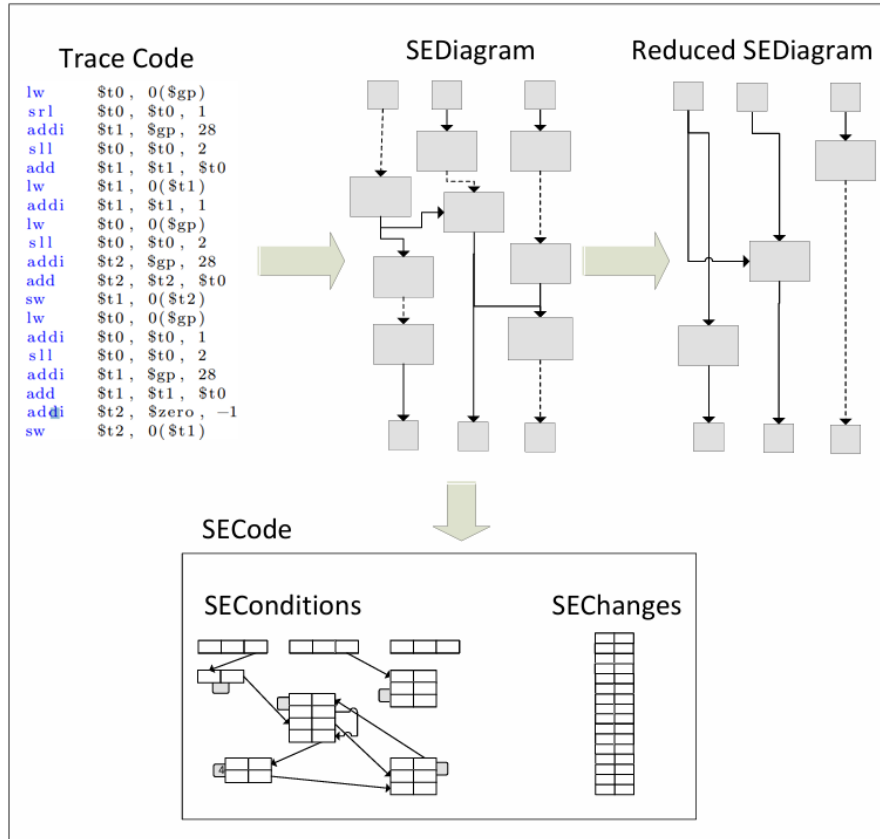 Trace Code
lw $t0, 0($gp)
srl $t0, $t0, 1
addi $t1, $gp, 28
sll $t0, $t0, 2
add $t1, $t1, $t0
lw $t1, 0($t1)
addi $t1, $t1, 1
lw $t0, 0($gp)
sll $t0, $t0, 2
addi $t2, $gp, 28
add $t2, $t2, $t0
sw $t1, 0($t2)
lw $t0, 0($gp)
addi $t0, $t0, 1
sll $t0, $t0, 2
addi $t1, $gp, 28
add $t1, $t1, $t0
addi $t2, $zero, −1
sw $t2, 0($t1)
SEDiagram
Reduced SEDiagram
SECode
SEConditions
SEChanges
4